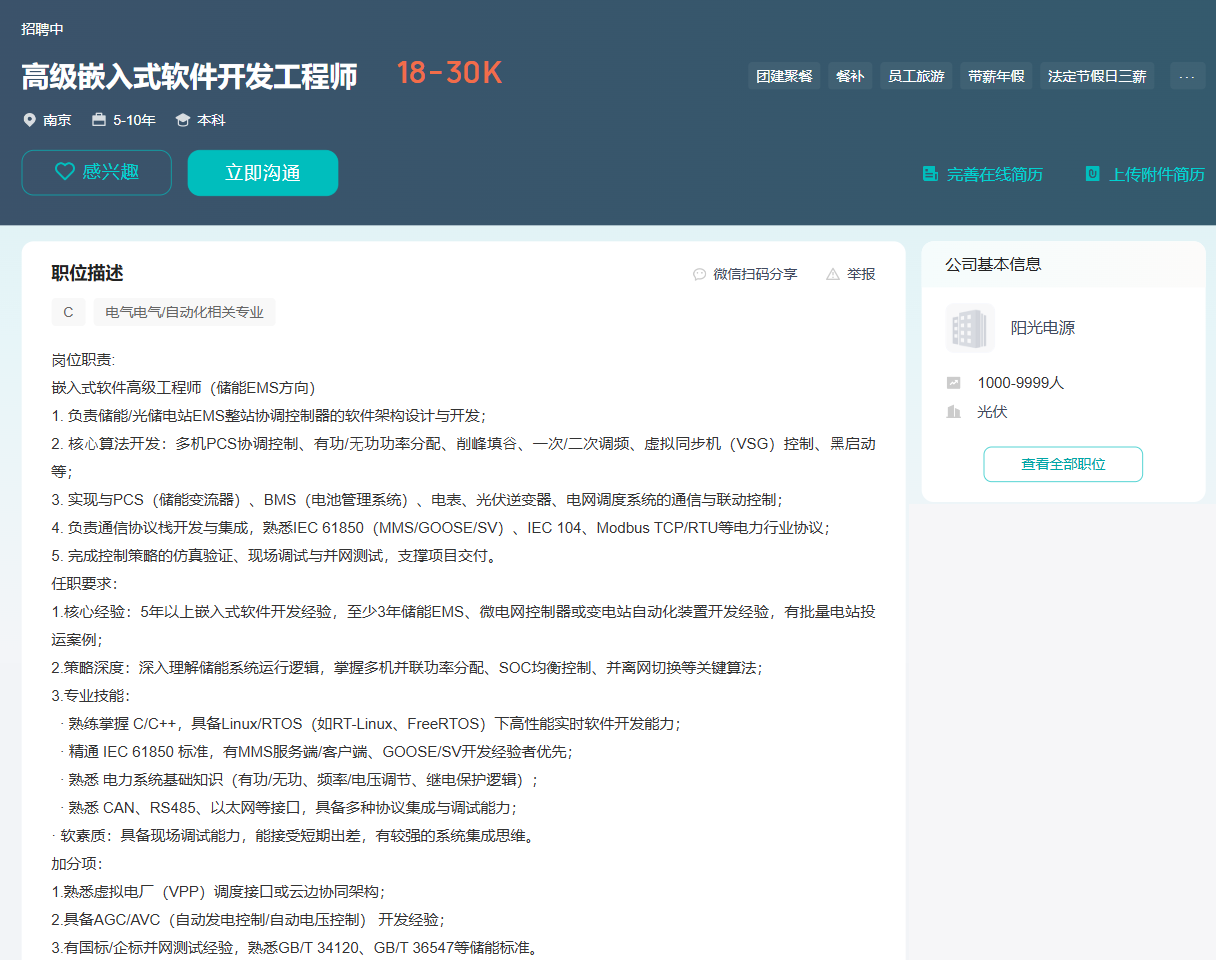 招聘中
高级嵌入式软件开发工程师 18-30K
团建聚餐 餐补 员工旅游 带薪年假 法定节假日三薪 ...
南京 5-10年 本科
感兴趣 立即沟通
完善在线简历 上传附件简历
职位描述
微信扫码分享 举报
C 电气电气/自动化相关专业
岗位职责:
嵌入式软件高级工程师（储能EMS方向）
1. 负责储能/光储电站EMS整站协调控制器的软件架构设计与开发；
2. 核心算法开发：多机PCS协调控制、有功/无功功率分配、削峰填谷、一次/二次调频、虚拟同步机（VSG）控制、黑启动
等；
3. 实现与PCS（储能变流器）、BMS（电池管理系统）、电表、光伏逆变器、电网调度系统的通信与联动控制；
4. 负责通信协议栈开发与集成，熟悉IEC 61850（MMS/GOOSE/SV）、IEC 104、Modbus TCP/RTU等电力行业协议；
5. 完成控制策略的仿真验证、现场调试与并网测试，支撑项目交付。
任职要求：
1.核心经验：5年以上嵌入式软件开发经验，至少3年储能EMS、微电网控制器或变电站自动化装置开发经验，有批量电站投
运案例；
2.策略深度：深入理解储能系统运行逻辑，掌握多机并联功率分配、SOC均衡控制、并离网切换等关键算法；
3.专业技能：
· 熟练掌握 C/C++，具备Linux/RTOS（如RT-Linux、FreeRTOS）下高性能实时软件开发能力；
· 精通 IEC 61850 标准，有MMS服务端/客户端、GOOSE/SV开发经验者优先；
· 熟悉 电力系统基础知识（有功/无功、频率/电压调节、继电保护逻辑）；
· 熟悉 CAN、RS485、以太网等接口，具备多种协议集成与调试能力；
· 软素质：具备现场调试能力，能接受短期出差，有较强的系统集成思维。
加分项：
1.熟悉虚拟电厂（VPP）调度接口或云边协同架构；
2.具备AGC/AVC（自动发电控制/自动电压控制） 开发经验；
3.有国标/企标并网测试经验，熟悉GB/T 34120、GB/T 36547等储能标准。
公司基本信息
阳光电源
1000-9999人
光伏
查看全部职位